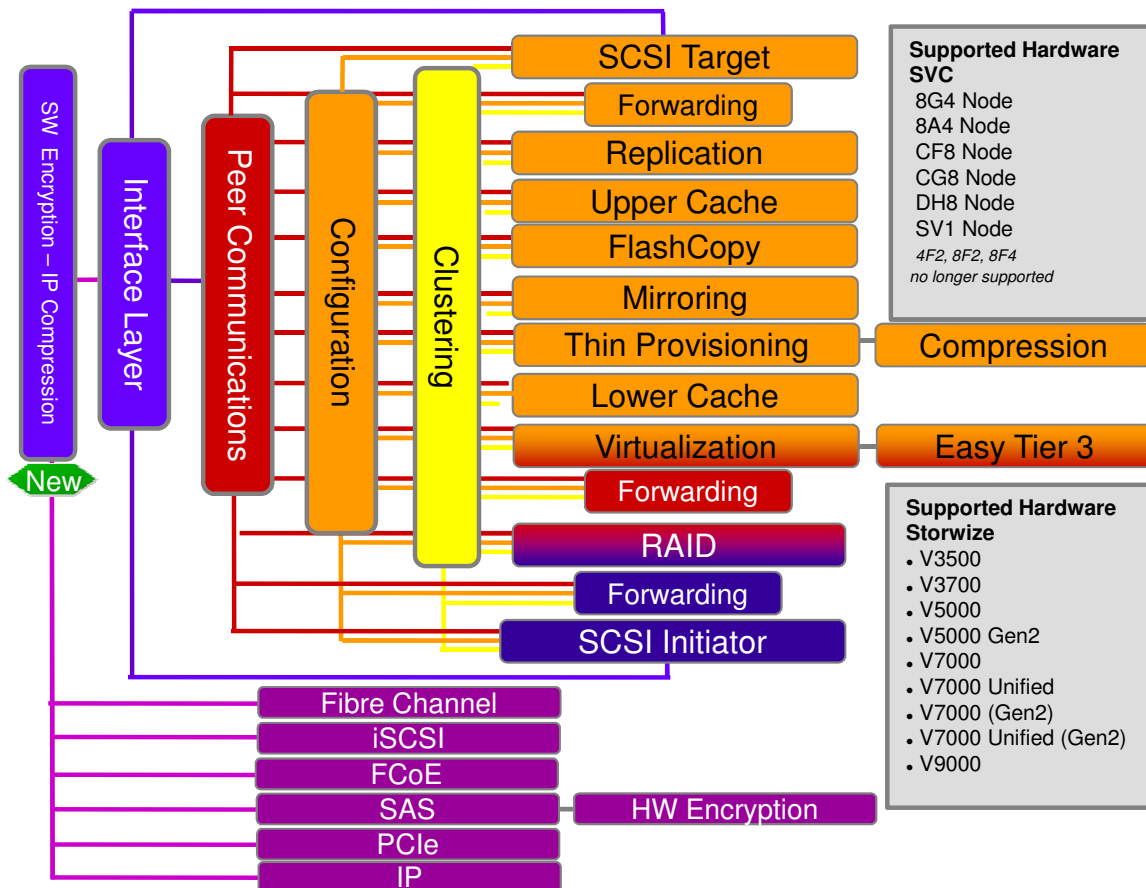 SW Encryption – IP Compression
New
Interface Layer
Peer Communications
Configuration
Clustering
SCSI Target
Forwarding
Replication
Upper Cache
FlashCopy
Mirroring
Thin Provisioning
Compression
Lower Cache
Virtualization
Easy Tier 3
Forwarding
RAID
Forwarding
SCSI Initiator
Fibre Channel
iSCSI
FCoE
SAS
HW Encryption
PCIe
IP
Supported Hardware
SVC
8G4 Node
8A4 Node
CF8 Node
CG8 Node
DH8 Node
SV1 Node
4F2, 8F2, 8F4
no longer supported
Supported Hardware
Storwize
• V3500
• V3700
• V5000
• V5000 Gen2
• V7000
• V7000 Unified
• V7000 (Gen2)
• V7000 Unified (Gen2)
• V9000